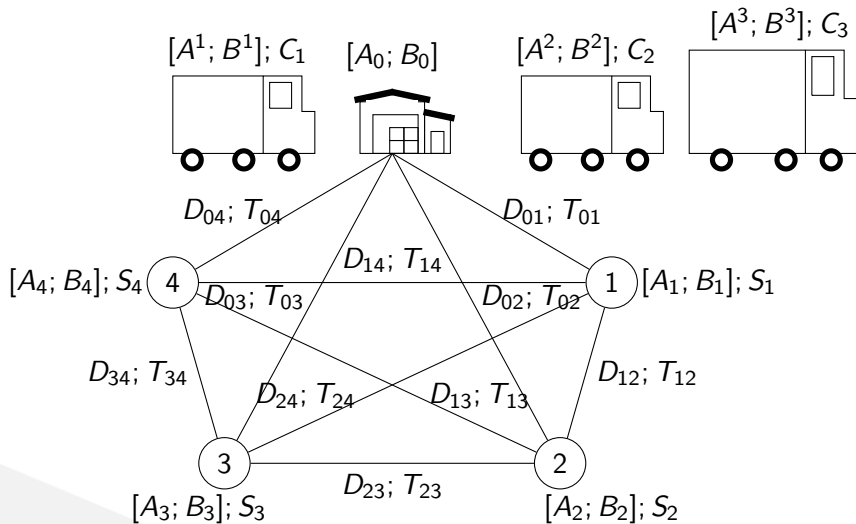 [A¹; B¹]; C₁
[A₀; B₀]
[A²; B²]; C₂
[A³; B³]; C₃
D₀₄; T₀₄
D₀₁; T₀₁
D₁₄; T₁₄
[A₄; B₄]; S₄
4
D₀₃; T₀₃
D₀₂; T₀₂
1
[A₁; B₁]; S₁
D₃₄; T₃₄
D₂₄; T₂₄
D₁₃; T₁₃
D₁₂; T₁₂
3
2
D₂₃; T₂₃
[A₃; B₃]; S₃
[A₂; B₂]; S₂